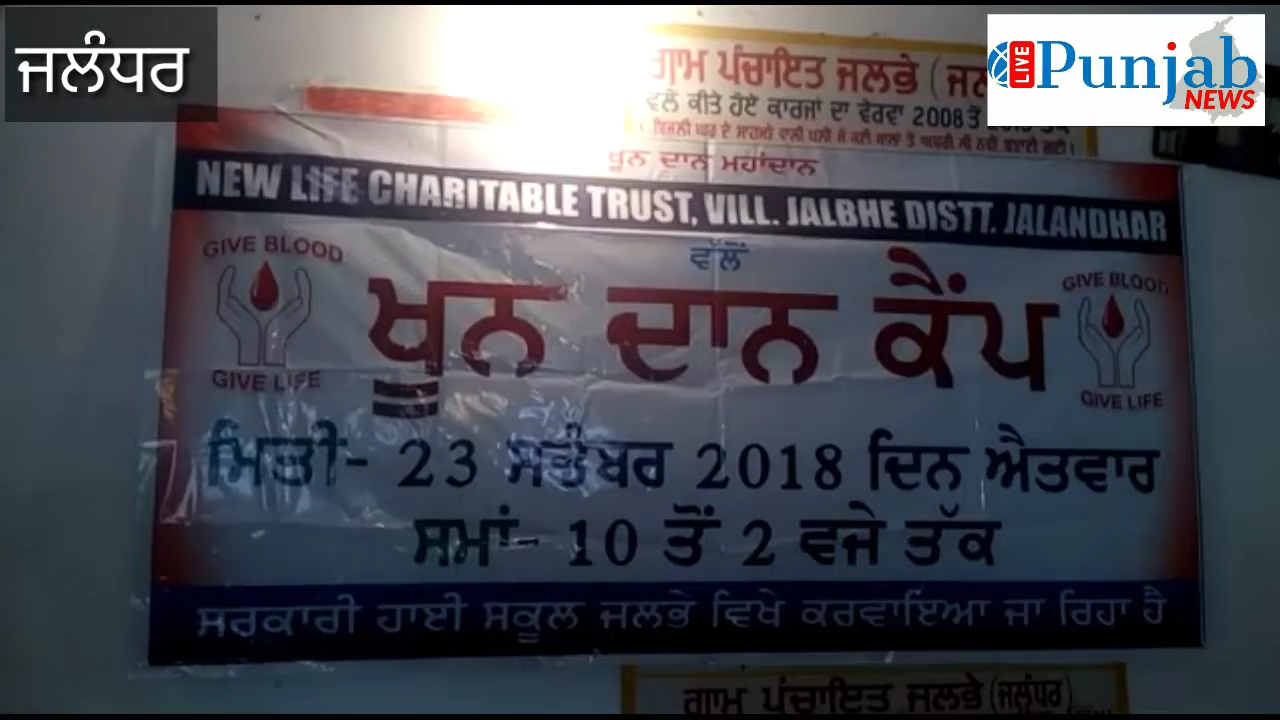 ਜਲੰਧਰ
LIVE Punjab NEWS
ਗ੍ਰਾਮ ਪੰਚਾਇਤ ਜਲਭੇ
ਵਲੋਂ ਕੀਤੇ ਹੋਏ ਕਾਰਜਾਂ ਦਾ ਵੇਰਵਾ 2008 ਤੋਂ
ਖੂਨ ਦਾਨ ਮਹਾਂਦਾਨ
NEW LIFE CHARITABLE TRUST, VILL. JALBHE DISTT. JALANDHAR
ਵੱਲੋਂ
GIVE BLOOD
GIVE LIFE
ਖੂਨ ਦਾਨ ਕੈਂਪ
GIVE BLOOD
GIVE LIFE
ਮਿਤੀ- 23 ਸਤੰਬਰ 2018 ਦਿਨ ਐਤਵਾਰ
ਸਮਾਂ- 10 ਤੋਂ 2 ਵਜੇ ਤੱਕ
ਸਰਕਾਰੀ ਹਾਈ ਸਕੂਲ ਜਲਭੇ ਵਿਖੇ ਕਰਵਾਇਆ ਜਾ ਰਿਹਾ ਹੈ
ਗ੍ਰਾਮ ਪੰਚਾਇਤ ਜਲਭੇ (ਜਲੰਧਰ)